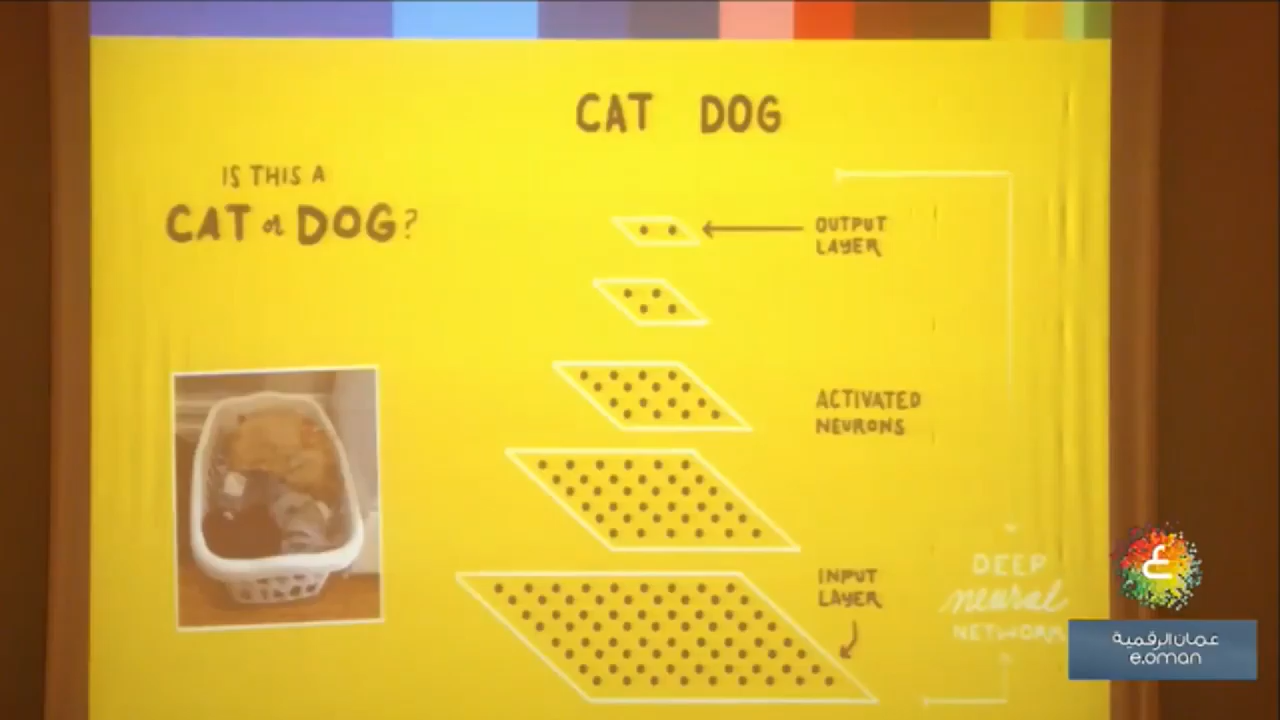 CAT DOG
IS THIS A
CAT or DOG?
OUTPUT
LAYER
ACTIVATED
NEURONS
INPUT
LAYER
DEEP
neural
NETWORK
ع
عمان الرقمية
e.oman